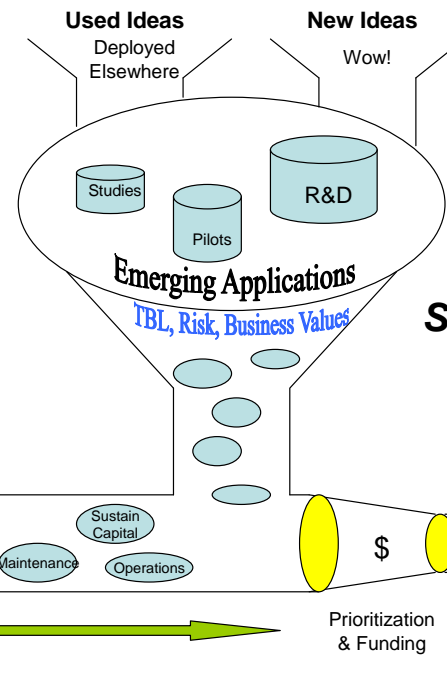 Used Ideas
Deployed
Elsewhere
New Ideas
Wow!
Studies
Pilots
R&D
Emerging Applications
TBL, Risk, Business Values
S
Sustain
Capital
Maintenance
Operations
$
Prioritization
& Funding